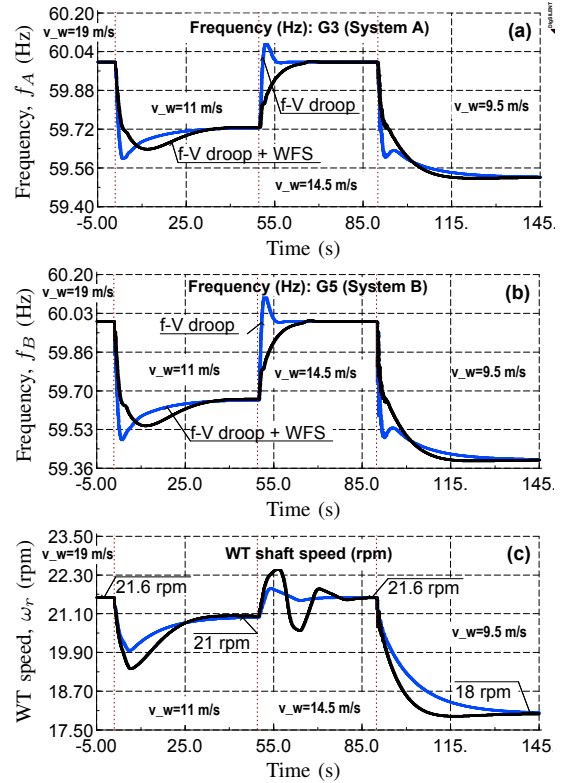 Frequency (Hz): G3 (System A)
(a)
DIgSILENT
v_w=19 m/s
60.20
60.04
59.88
59.72
59.56
59.40
Frequency, f_A (Hz)
f-V droop
v_w=11 m/s
v_w=9.5 m/s
f-V droop + WFS
v_w=14.5 m/s
-5.00 25.0 55.0 85.0 115. 145.
Time (s)
Frequency (Hz): G5 (System B)
(b)
v_w=19 m/s
60.20
60.03
59.86
59.70
59.53
59.36
Frequency, f_B (Hz)
f-V droop
v_w=11 m/s
v_w=14.5 m/s
v_w=9.5 m/s
f-V droop + WFS
-5.00 25.0 55.0 85.0 115. 145.
Time (s)
WT shaft speed (rpm)
(c)
v_w=19 m/s
23.50
22.30
21.10
19.90
18.70
17.50
WT speed, ω_r (rpm)
21.6 rpm
21.6 rpm
21 rpm
v_w=9.5 m/s
18 rpm
v_w=11 m/s
v_w=14.5 m/s
-5.00 25.0 55.0 85.0 115. 145.
Time (s)